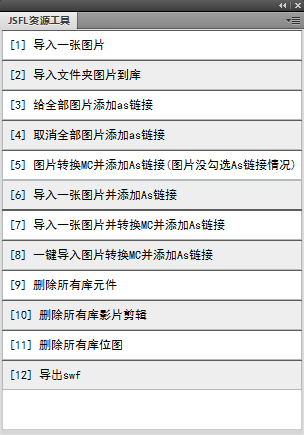 JSFL资源工具
[1] 导入一张图片
[2] 导入文件夹图片到库
[3] 给全部图片添加as链接
[4] 取消全部图片添加as链接
[5] 图片转换MC并添加As链接(图片没勾选As链接情况)
[6] 导入一张图片并添加As链接
[7] 导入一张图片并转换MC并添加As链接
[8] 一键导入图片转换MC并添加As链接
[9] 删除所有库元件
[10] 删除所有库影片剪辑
[11] 删除所有库位图
[12] 导出swf